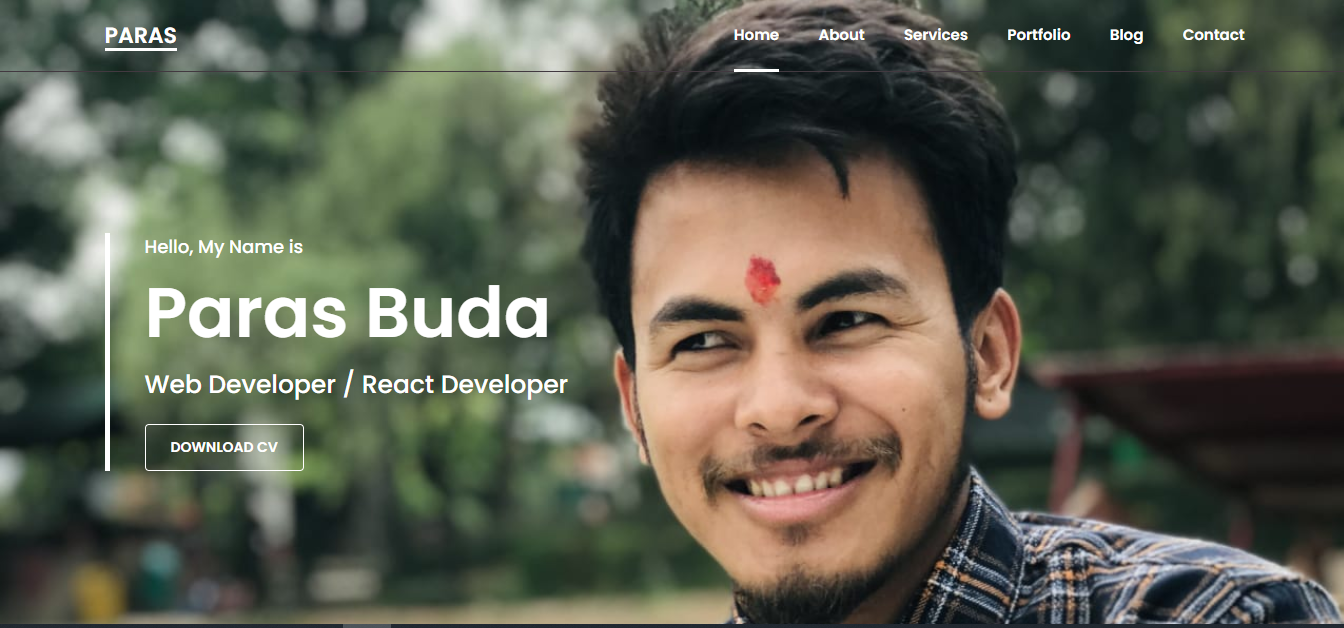 PARAS
Home About Services Portfolio Blog Contact
Hello, My Name is
Paras Buda
Web Developer / React Developer
DOWNLOAD CV